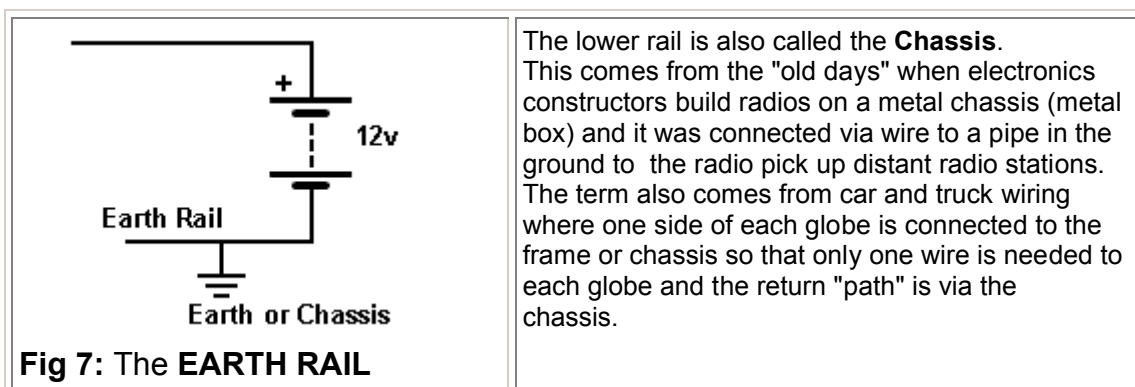 +
12v
Earth Rail
Earth or Chassis
Fig 7: The EARTH RAIL
The lower rail is also called the Chassis.
This comes from the "old days" when electronics
constructors build radios on a metal chassis (metal
box) and it was connected via wire to a pipe in the
ground to  the radio pick up distant radio stations.
The term also comes from car and truck wiring
where one side of each globe is connected to the
frame or chassis so that only one wire is needed to
each globe and the return "path" is via the
chassis.